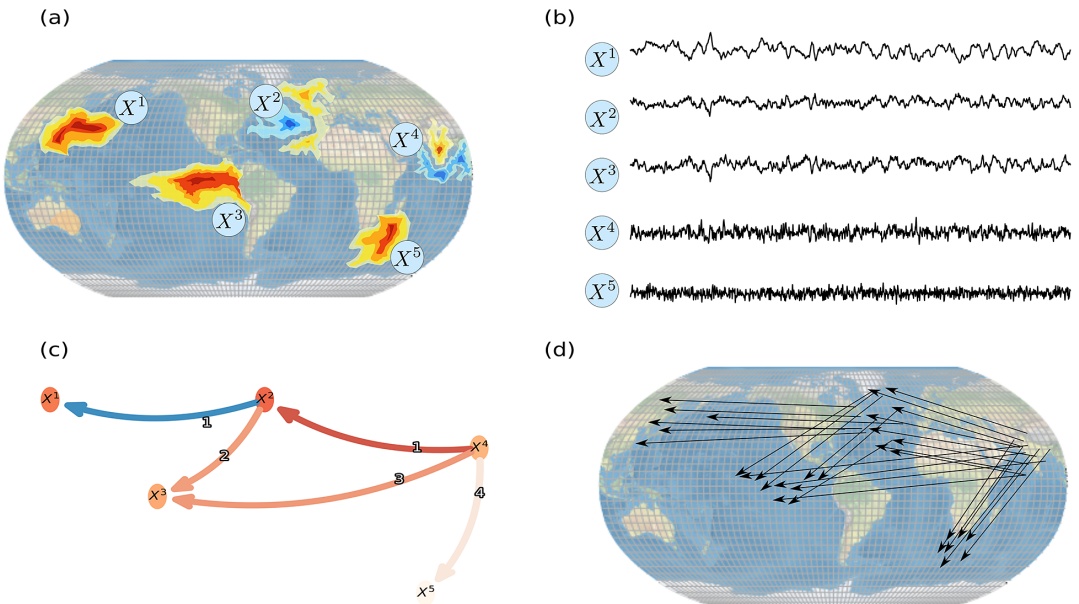 (a)
X¹
X²
X³
X⁴
X⁵
(b)
X¹
X²
X³
X⁴
X⁵
(c)
X¹
X²
X³
X⁴
X⁵
1
1
2
3
4
(d)